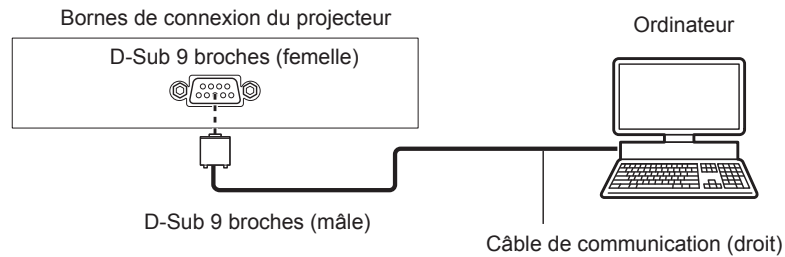 Bornes de connexion du projecteur
Ordinateur
D-Sub 9 broches (femelle)
D-Sub 9 broches (mâle)
Câble de communication (droit)